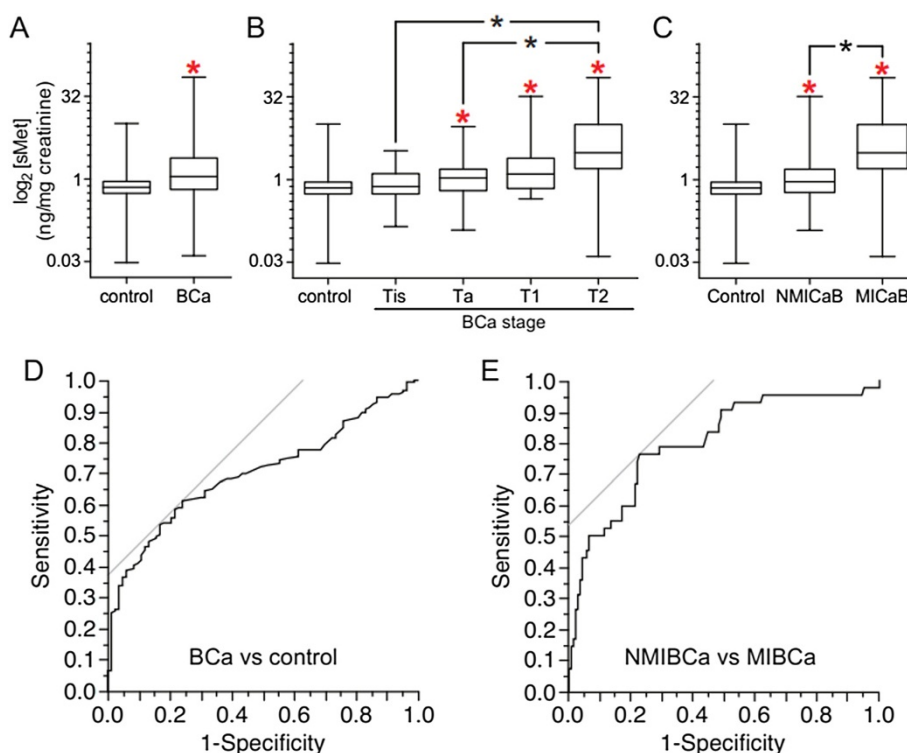 A
B
C
log2 [sMet]
(ng/mg creatinine)
32
1
0.03
*
control
BCa
32
1
0.03
*
*
*
*
*
control
Tis
Ta
T1
T2
BCa stage
32
1
0.03
*
*
*
Control
NMICaB
MICaB
D
Sensitivity
1.0
0.9
0.8
0.7
0.6
0.5
0.4
0.3
0.2
0.1
0.0
BCa vs control
0.0 0.2 0.4 0.6 0.8 1.0
1-Specificity
E
Sensitivity
1.0
0.9
0.8
0.7
0.6
0.5
0.4
0.3
0.2
0.1
0.0
NMIBCa vs MIBCa
0.0 0.2 0.4 0.6 0.8 1.0
1-Specificity